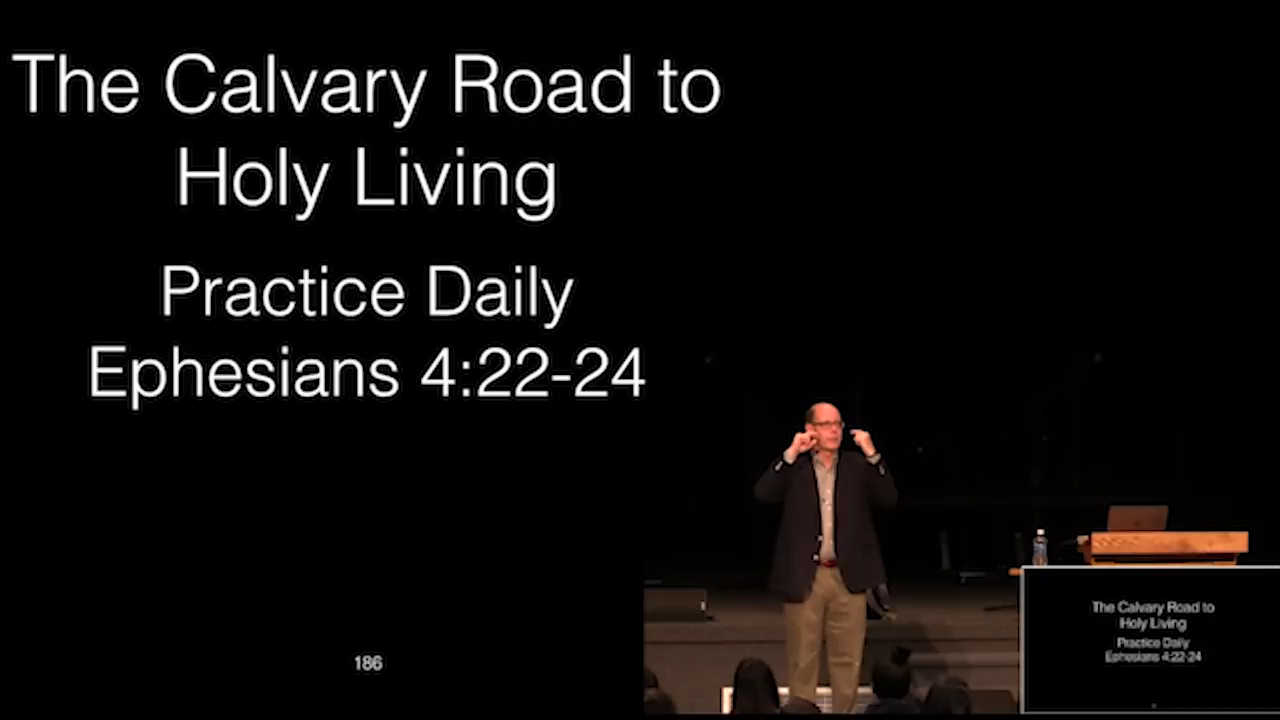 The Calvary Road to
Holy Living
Practice Daily
Ephesians 4:22-24
186
The Calvary Road to
Holy Living
Practice Daily
Ephesians 4:22-24